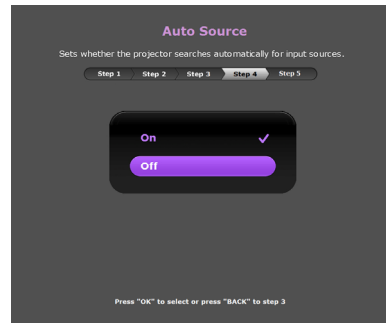 Auto Source
Sets whether the projector searches automatically for input sources.
Step 1 Step 2 Step 3 Step 4 Step 5
On
Off
Press "OK" to select or press "BACK" to step 3